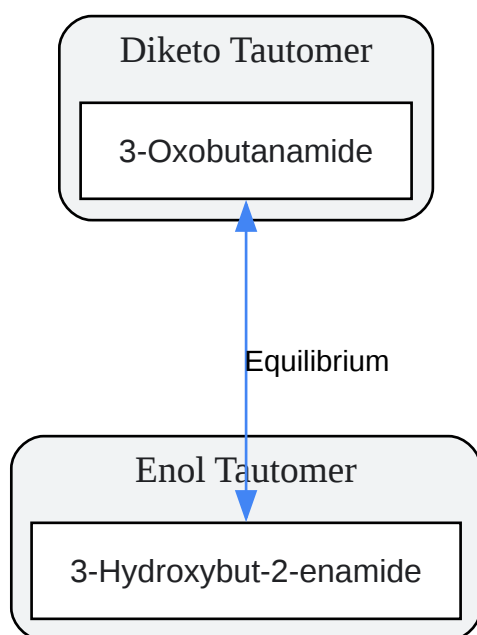 Diketo Tautomer
3-Oxobutanamide
Equilibrium
Enol Tautomer
3-Hydroxybut-2-enamide